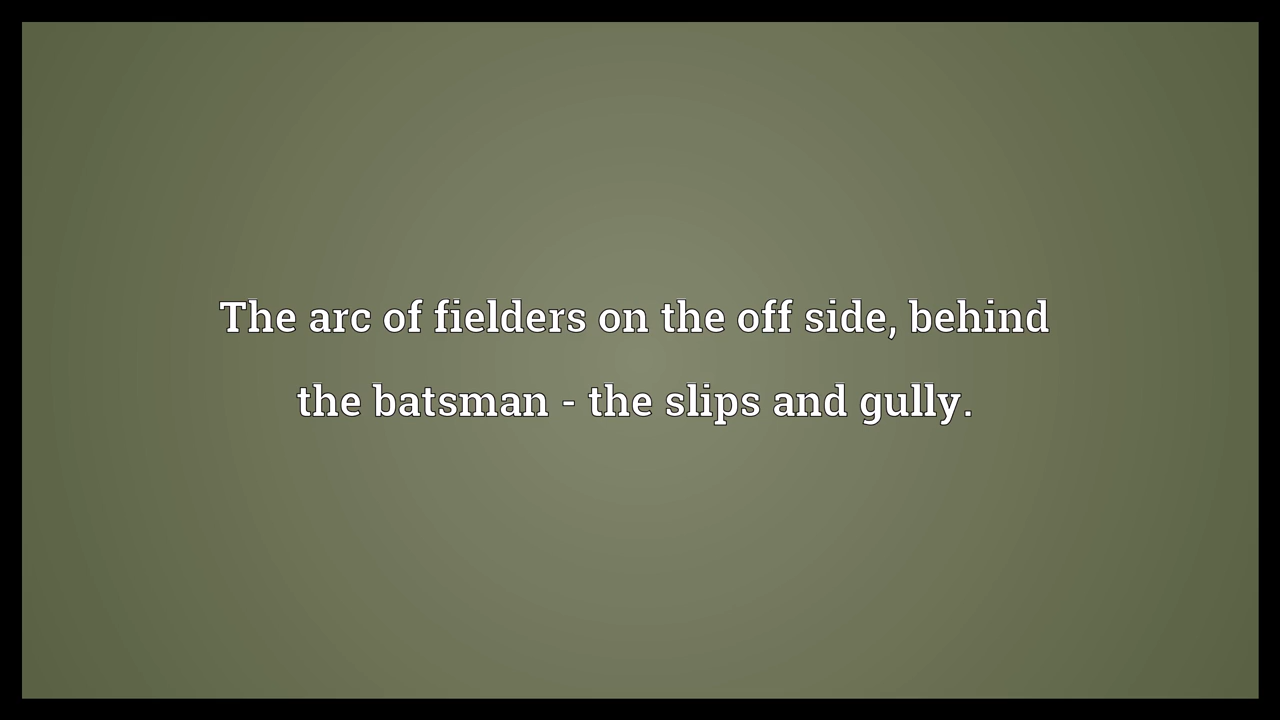 The arc of fielders on the off side, behind
the batsman - the slips and gully.